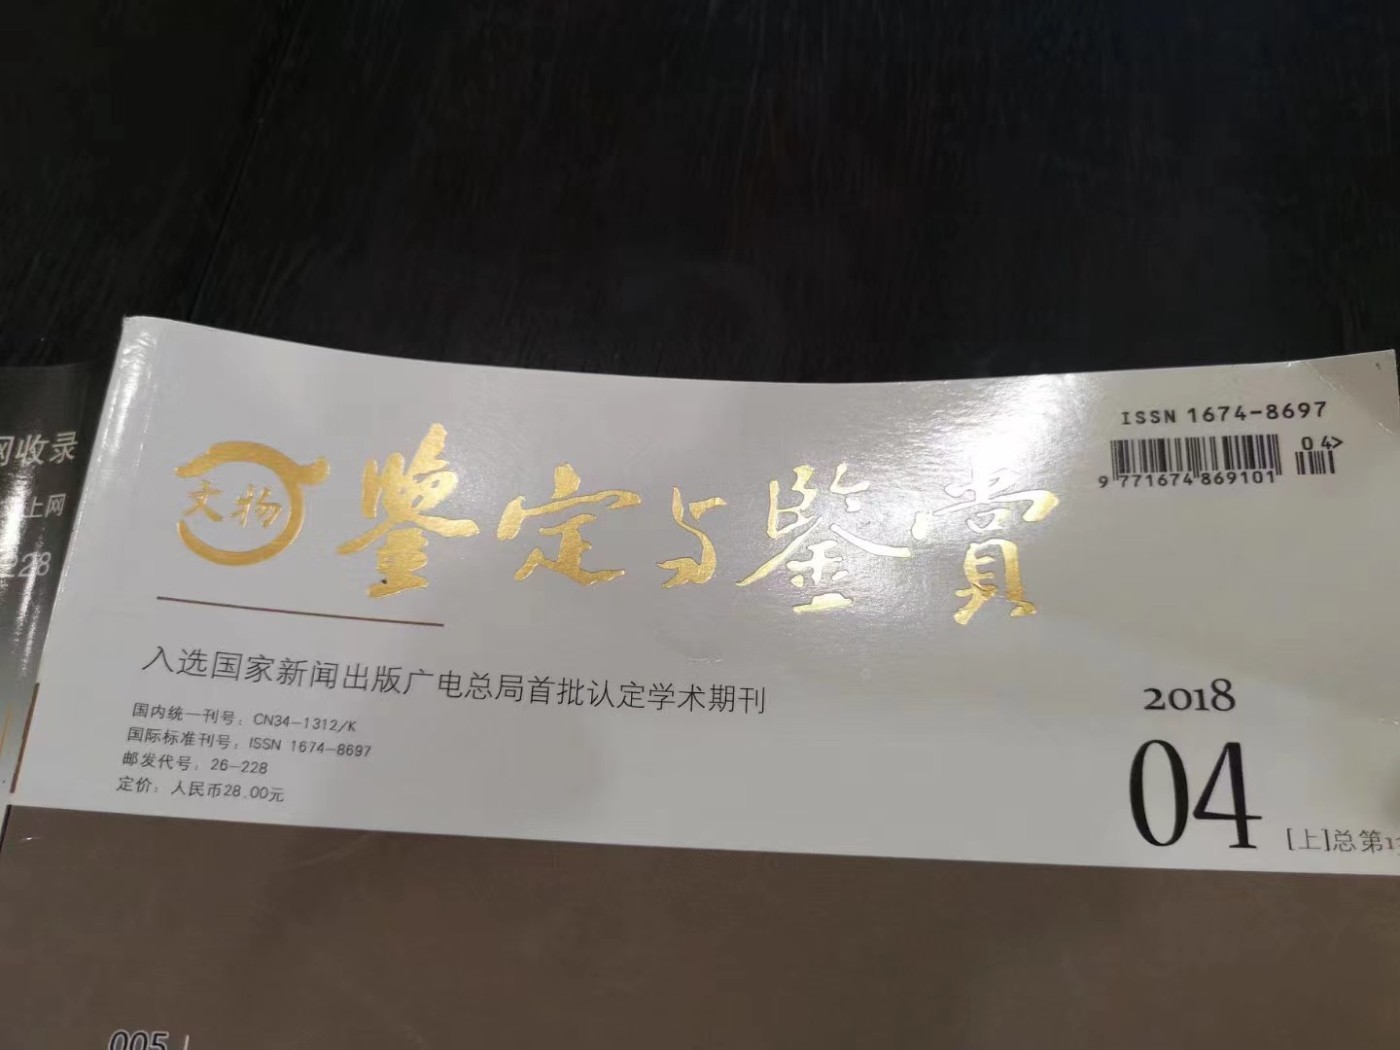 网收录
上网
228
ISSN 1674-8697
04>
9 771674 869101
文物
鉴定与鉴赏
入选国家新闻出版广电总局首批认定学术期刊
国内统一刊号：CN34-1312/K
国际标准刊号：ISSN 1674-8697
邮发代号：26-228
定价：人民币28.00元
2018
04
[上]总第13
005